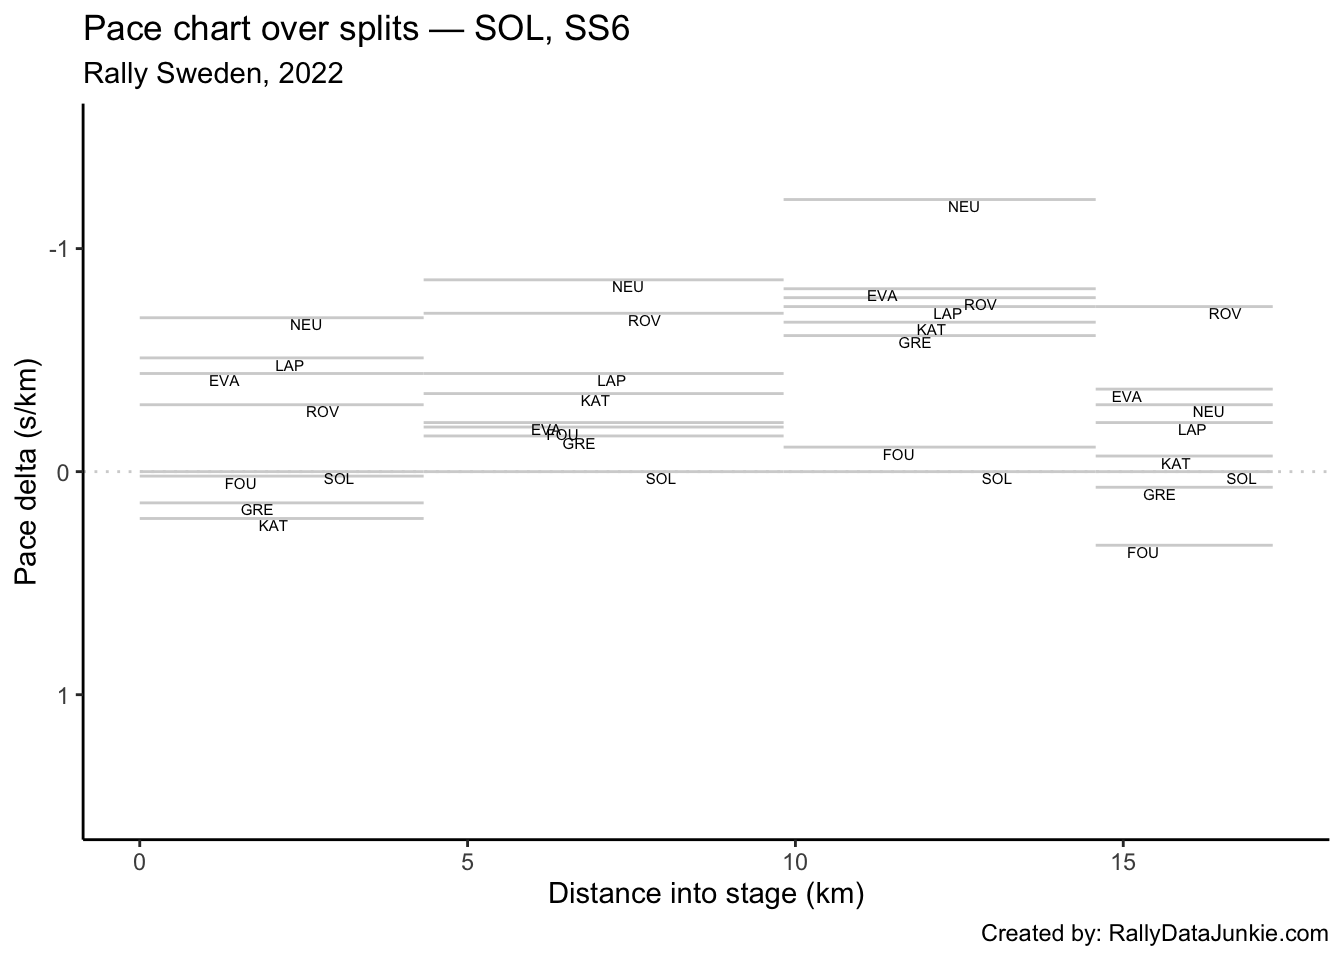 Pace chart over splits — SOL, SS6
Rally Sweden, 2022
Pace delta (s/km)
-1
0
1
NEU
LAP
EVA
ROV
SOL
FOU
GRE
KAT
NEU
ROV
LAP
KAT
EVA
FOU
GRE
SOL
NEU
EVA
ROV
LAP
KAT
GRE
FOU
SOL
ROV
EVA
NEU
LAP
KAT
SOL
GRE
FOU
0 5 10 15
Distance into stage (km)
Created by: RallyDataJunkie.com